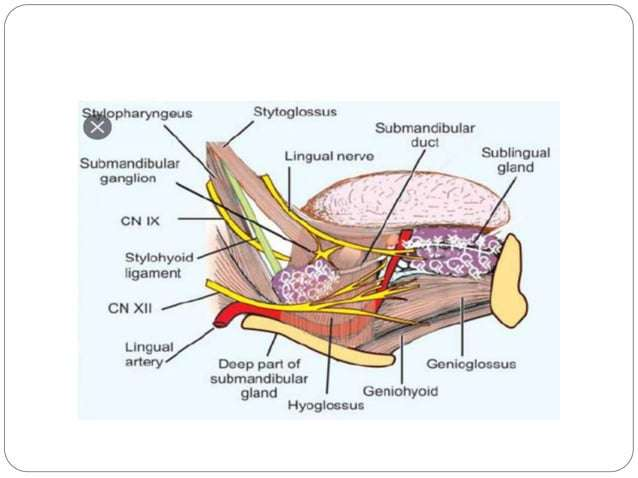 Stylopharyngeus
Stytoglossus
Submandibular
duct
Lingual nerve
Sublingual
gland
Submandibular
ganglion
CN IX
Stylohyoid
ligament
CN XII
Lingual
artery
Deep part of
submandibular
gland
Hyoglossus
Geniohyoid
Genicglossus